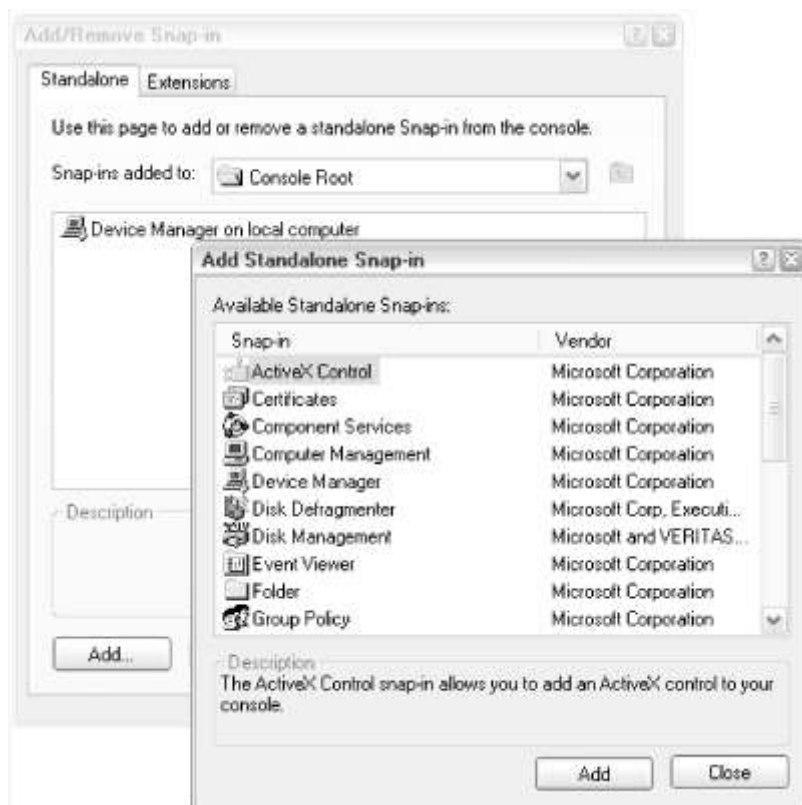 Add/Remove Snap-in
Standalone
Extensions
Use this page to add or remove a standalone Snap-in from the console.
Snap-ins added to:
Console Root
Device Manager on local computer
Description
Add...
Add Standalone Snap-in
Available Standalone Snap-ins:
Snap-in Vendor
ActiveX Control Microsoft Corporation
Certificates Microsoft Corporation
Component Services Microsoft Corporation
Computer Management Microsoft Corporation
Device Manager Microsoft Corporation
Disk Defragmenter Microsoft Corp, Executi...
Disk Management Microsoft and VERITAS...
Event Viewer Microsoft Corporation
Folder Microsoft Corporation
Group Policy Microsoft Corporation
Description
The ActiveX Control snap-in allows you to add an ActiveX control to your
console.
Add
Close